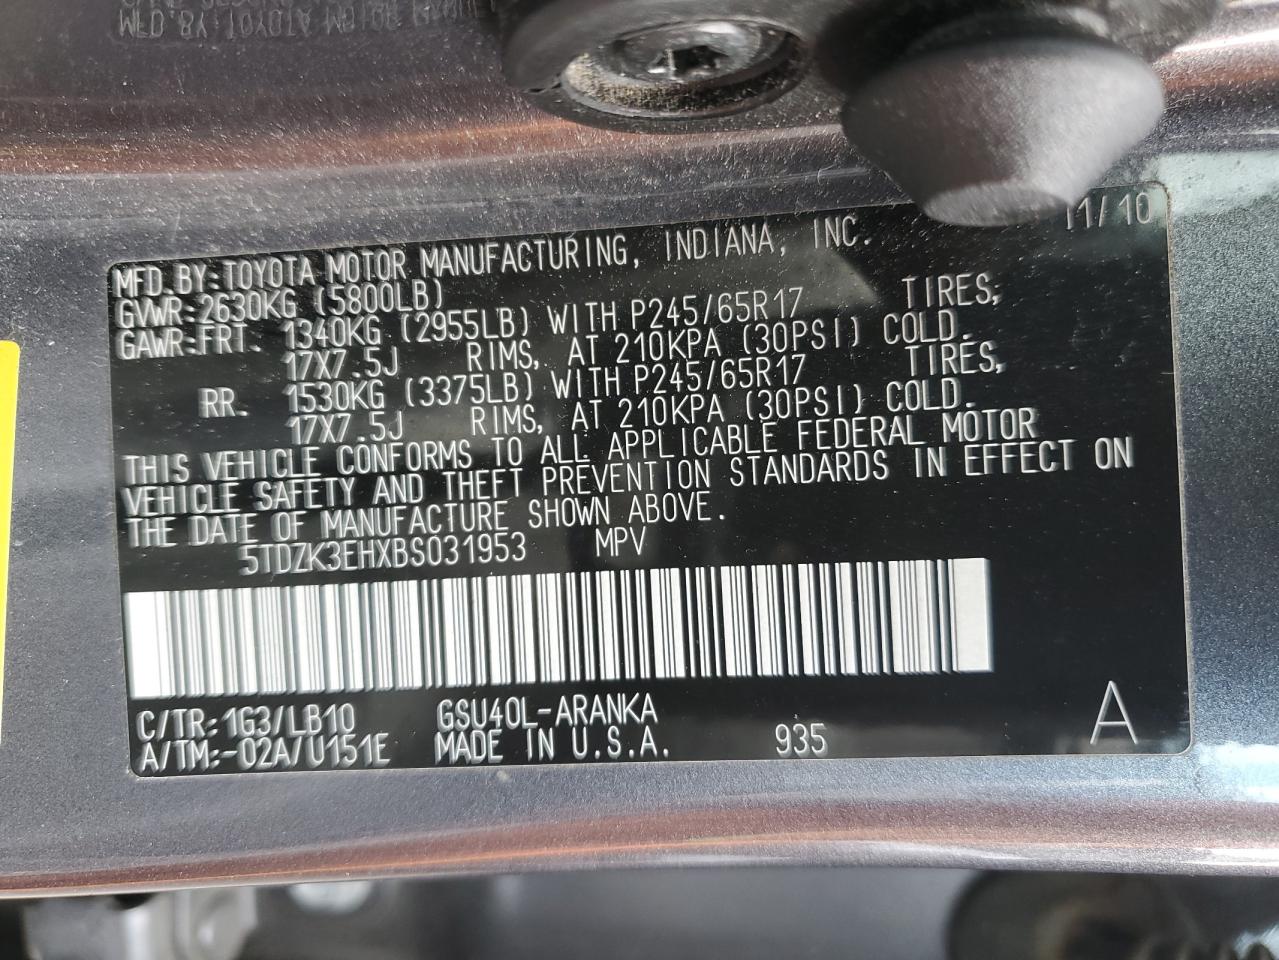 MFD. BY: TOYOTA MOTOR MANUFACTURING, INDIANA, INC. 11/10
GVWR: 2630KG (5800LB)
GAWR: FRT. 1340KG (2955LB) WITH P245/65R17 TIRES,
17X7.5J RIMS, AT 210KPA (30PSI) COLD.
RR. 1530KG (3375LB) WITH P245/65R17 TIRES,
17X7.5J RIMS, AT 210KPA (30PSI) COLD.
THIS VEHICLE CONFORMS TO ALL APPLICABLE FEDERAL MOTOR
VEHICLE SAFETY AND THEFT PREVENTION STANDARDS IN EFFECT ON
THE DATE OF MANUFACTURE SHOWN ABOVE.
5TDZK3EHXBS031953 MPV
C/TR: 1G3/LB10 GSU40L-ARANKA
A/TM: -02A/U151E MADE IN U.S.A. 935 A